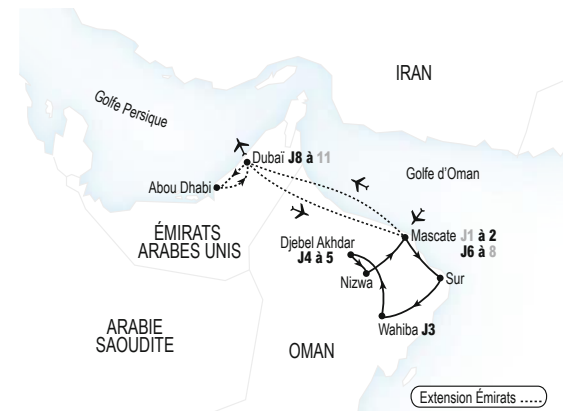 IRAN
Golfe Persique
Dubaï J8 à 11
Golfe d'Oman
Abou Dhabi
ÉMIRATS
ARABES UNIS
Mascate J1 à 2
J6 à 8
Djebel Akhdar
J4 à 5
Nizwa
Sur
Wahiba J3
ARABIE
SAOUDITE
OMAN
Extension Émirats .....